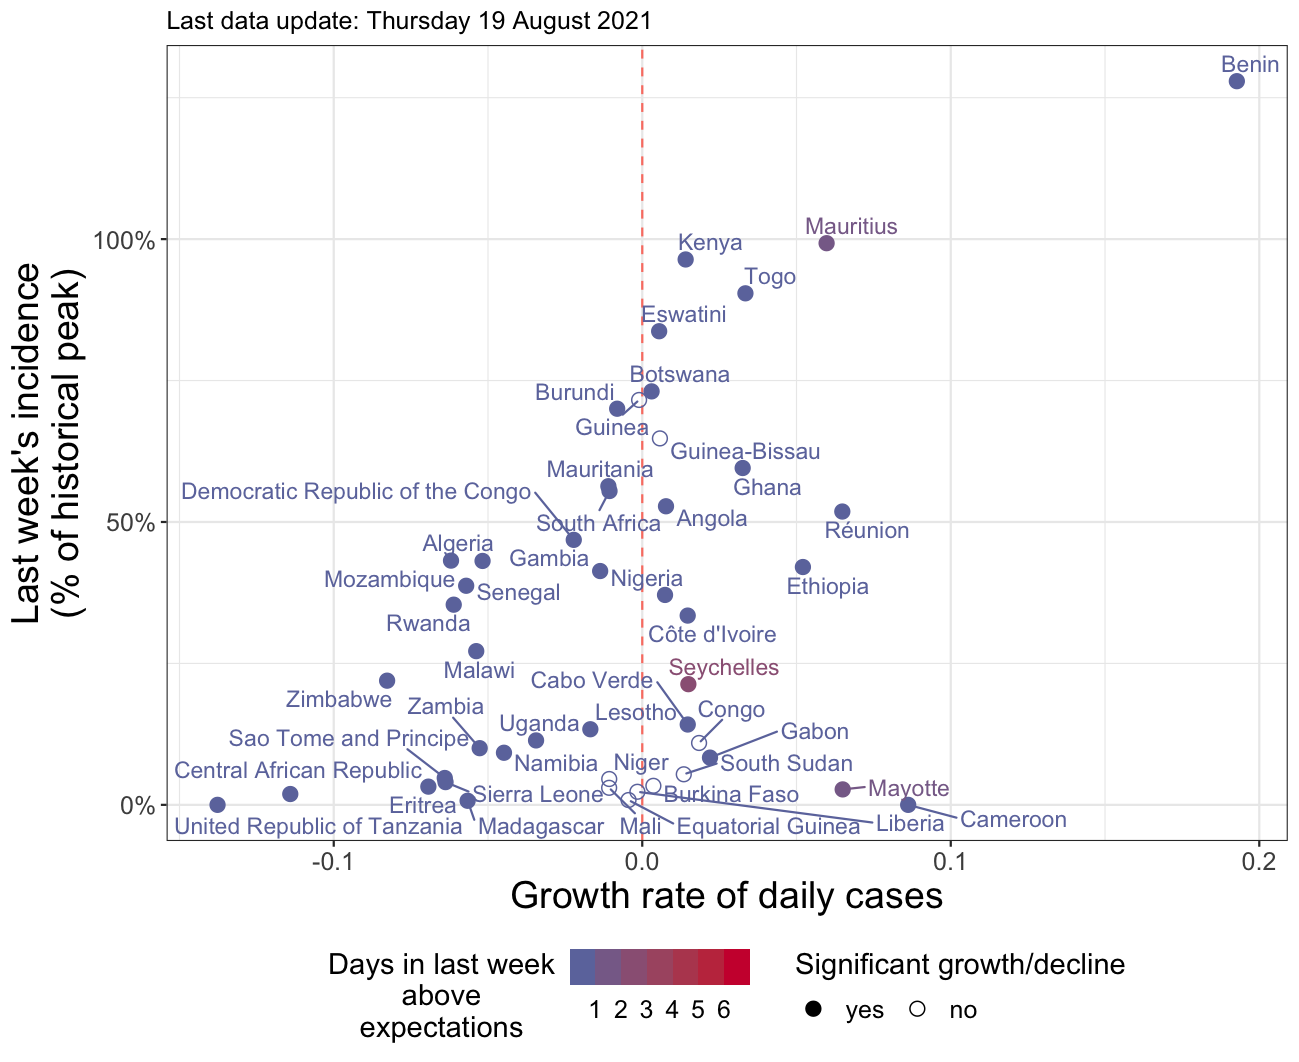 Last data update: Thursday 19 August 2021
Benin
Mauritius
100%
Kenya
Togo
Eswatini
Botswana
Burundi
Guinea
Guinea-Bissau
Mauritania
Democratic Republic of the Congo
Ghana
50%
South Africa
Angola
Réunion
Algeria
Gambia
Mozambique
Nigeria
Senegal
Ethiopia
Rwanda
Côte d'Ivoire
Malawi
Seychelles
Cabo Verde
Zimbabwe
Zambia
Lesotho
Congo
Uganda
Gabon
Sao Tome and Principe
Namibia
Niger
South Sudan
Central African Republic
Mayotte
Sierra Leone
Burkina Faso
0%
Eritrea
United Republic of Tanzania
Madagascar
Mali
Equatorial Guinea
Liberia
Cameroon
-0.1
0.0
0.1
0.2
Last week's incidence
(% of historical peak)
Growth rate of daily cases
Days in last week
above
expectations
1 2 3 4 5 6
Significant growth/decline
yes
no